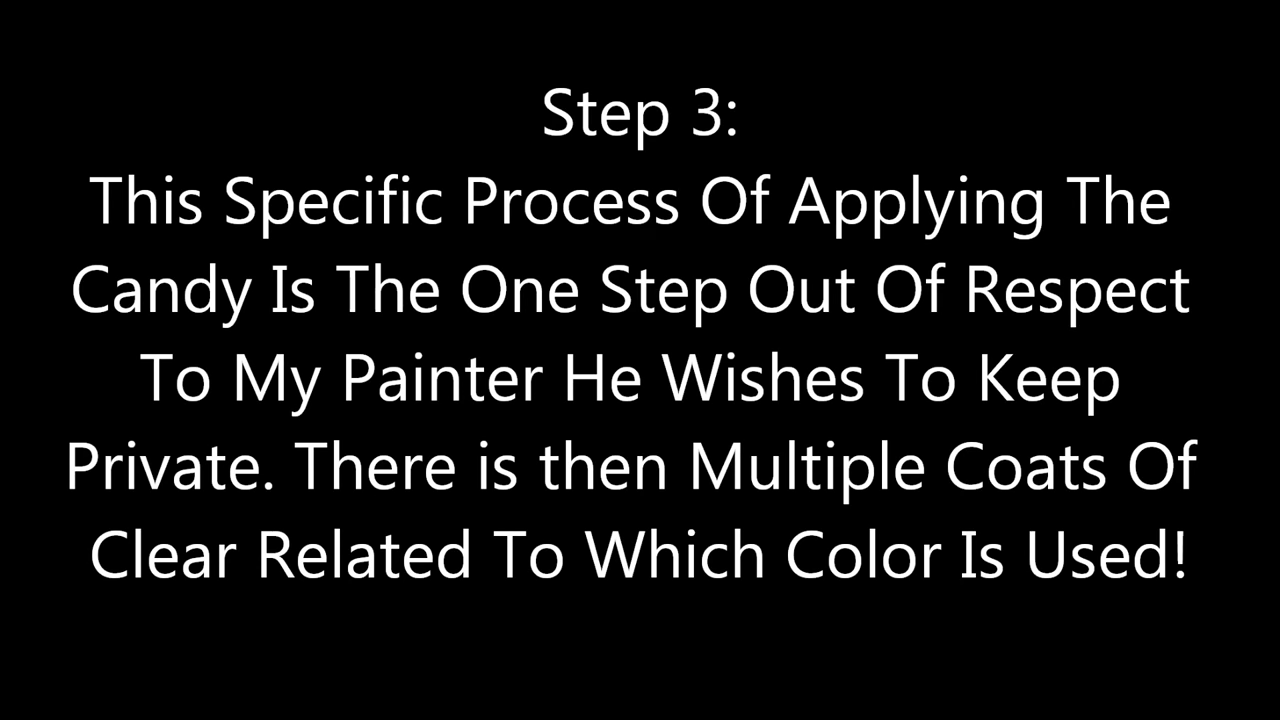 Step 3:
This Specific Process Of Applying The
Candy Is The One Step Out Of Respect
To My Painter He Wishes To Keep
Private. There is then Multiple Coats Of
Clear Related To Which Color Is Used!